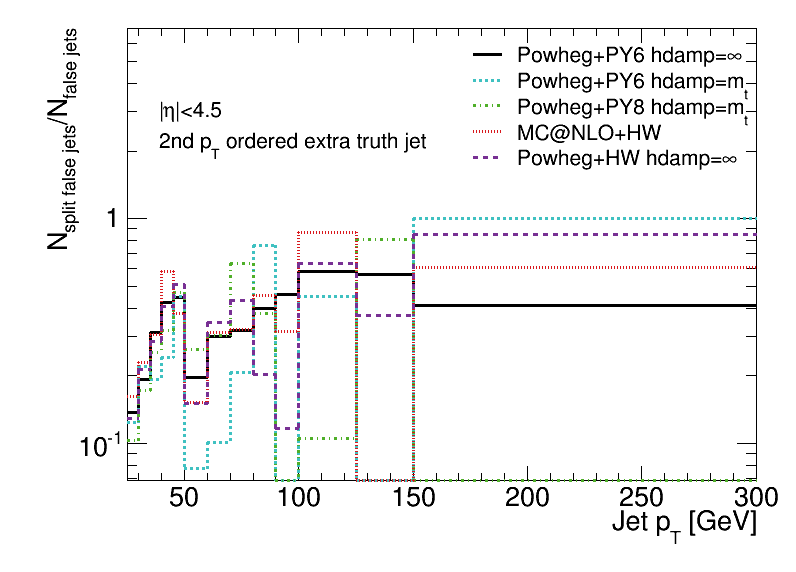 N_split false jets/N_false jets
Powheg+PY6 hdamp=∞
Powheg+PY6 hdamp=m_t
Powheg+PY8 hdamp=m_t
MC@NLO+HW
Powheg+HW hdamp=∞
|η|<4.5
2nd p_T ordered extra truth jet
1
10^-1
50 100 150 200 250 300
Jet p_T [GeV]